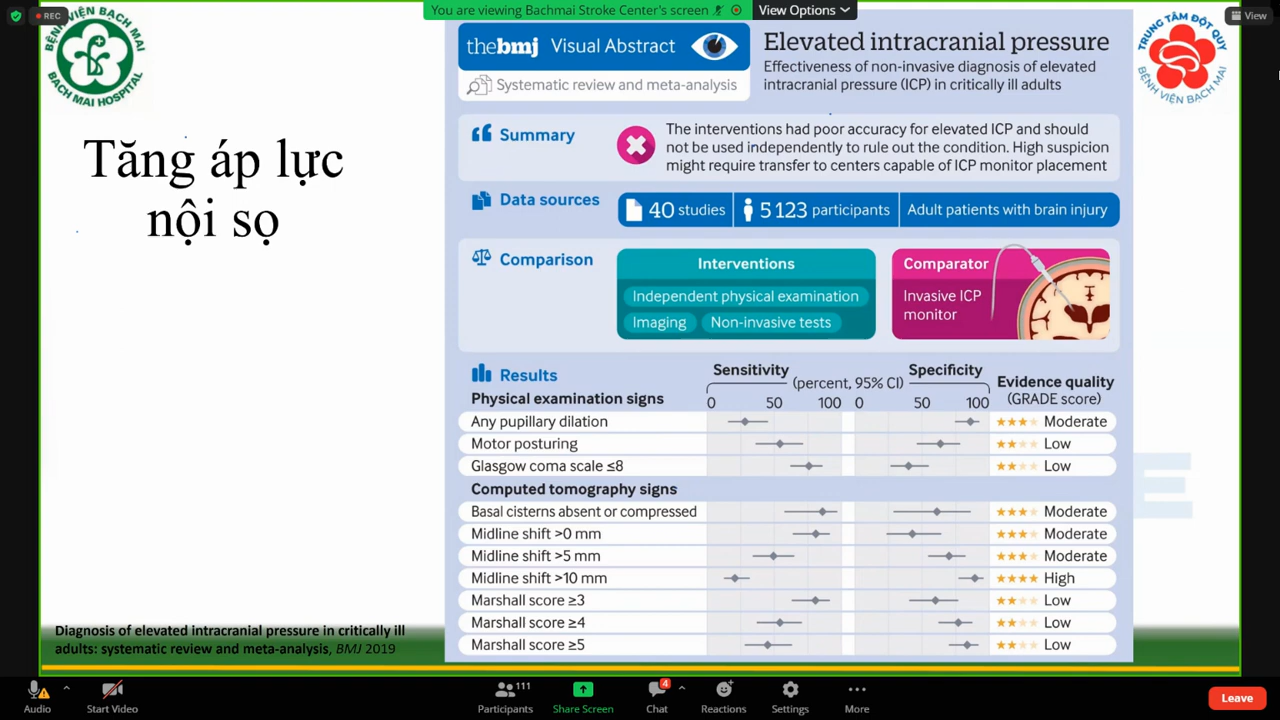 REC
You are viewing Bachmai Stroke Center's screen
View Options
View
BỆNH VIỆN BẠCH MAI
BACH MAI HOSPITAL
TRUNG TÂM ĐỘT QUỴ
BỆNH VIỆN BẠCH MAI
Tăng áp lực
nội sọ
thebmj Visual Abstract
Systematic review and meta-analysis
Elevated intracranial pressure
Effectiveness of non-invasive diagnosis of elevated
intracranial pressure (ICP) in critically ill adults
Summary
The interventions had poor accuracy for elevated ICP and should
not be used independently to rule out the condition. High suspicion
might require transfer to centers capable of ICP monitor placement
Data sources
40 studies
5 123 participants
Adult patients with brain injury
Comparison
Interventions
Independent physical examination
Imaging
Non-invasive tests
Comparator
Invasive ICP
monitor
Results
Sensitivity (percent, 95% CI) Specificity
Evidence quality
(GRADE score)
Physical examination signs
0 50 100 0 50 100
Any pupillary dilation Moderate
Motor posturing Low
Glasgow coma scale ≤8 Low
Computed tomography signs
Basal cisterns absent or compressed Moderate
Midline shift >0 mm Moderate
Midline shift >5 mm Moderate
Midline shift >10 mm High
Marshall score ≥3 Low
Marshall score ≥4 Low
Marshall score ≥5 Low
E
Diagnosis of elevated intracranial pressure in critically ill
adults: systematic review and meta-analysis, BMJ 2019
Audio
Start Video
111
Participants
Share Screen
4
Chat
Reactions
Settings
More
Leave